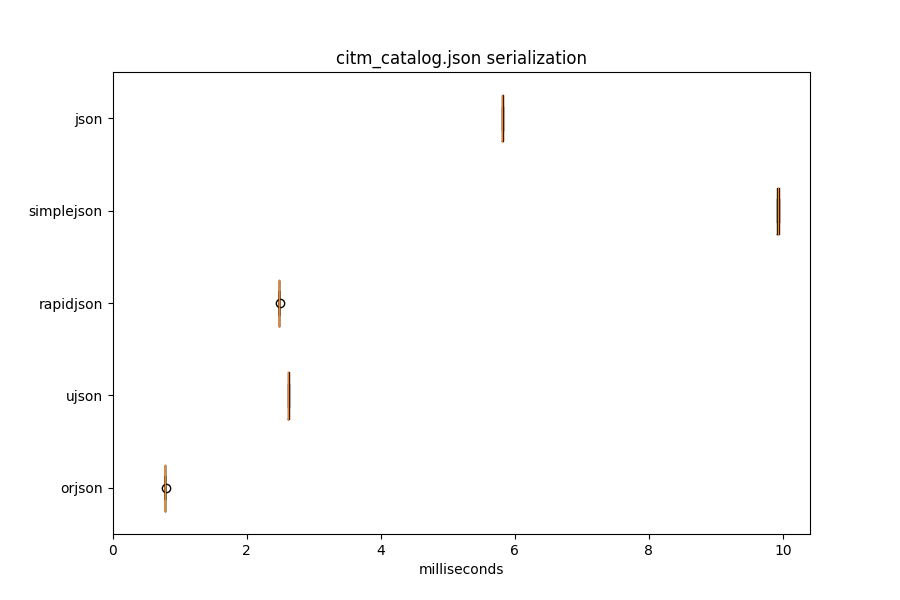 citm_catalog.json serialization
json
simplejson
rapidjson
ujson
orjson
0 2 4 6 8 10
milliseconds